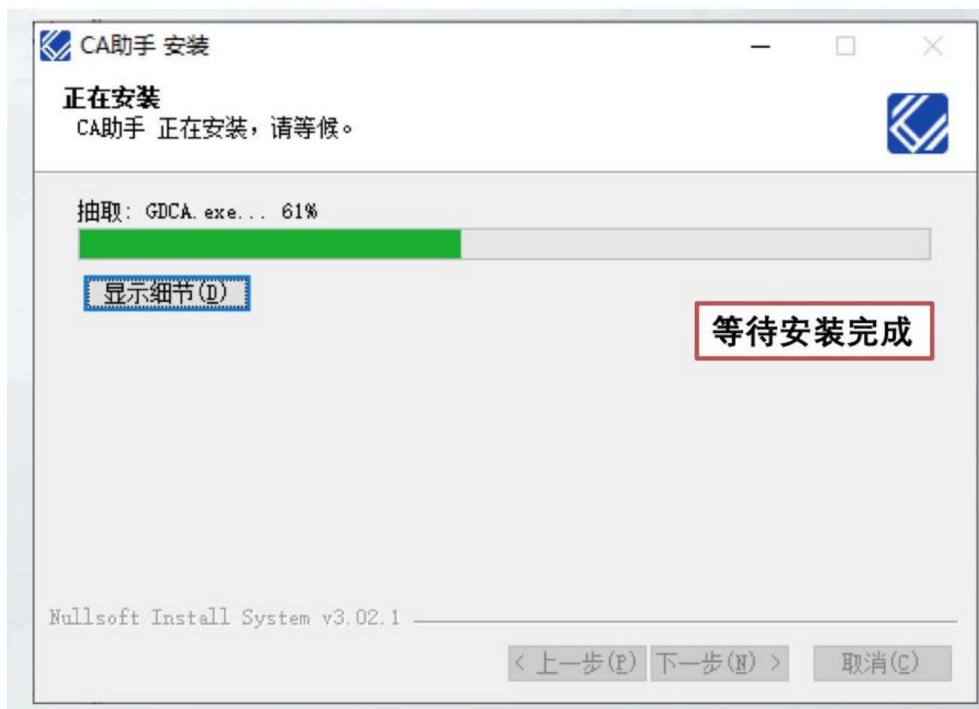 CA助手 安装
正在安装
CA助手 正在安装，请等候。
抽取: GDCA.exe... 61%
显示细节(D)
等待安装完成
Nullsoft Install System v3.02.1
< 上一步(P) 下一步(N) > 取消(C)